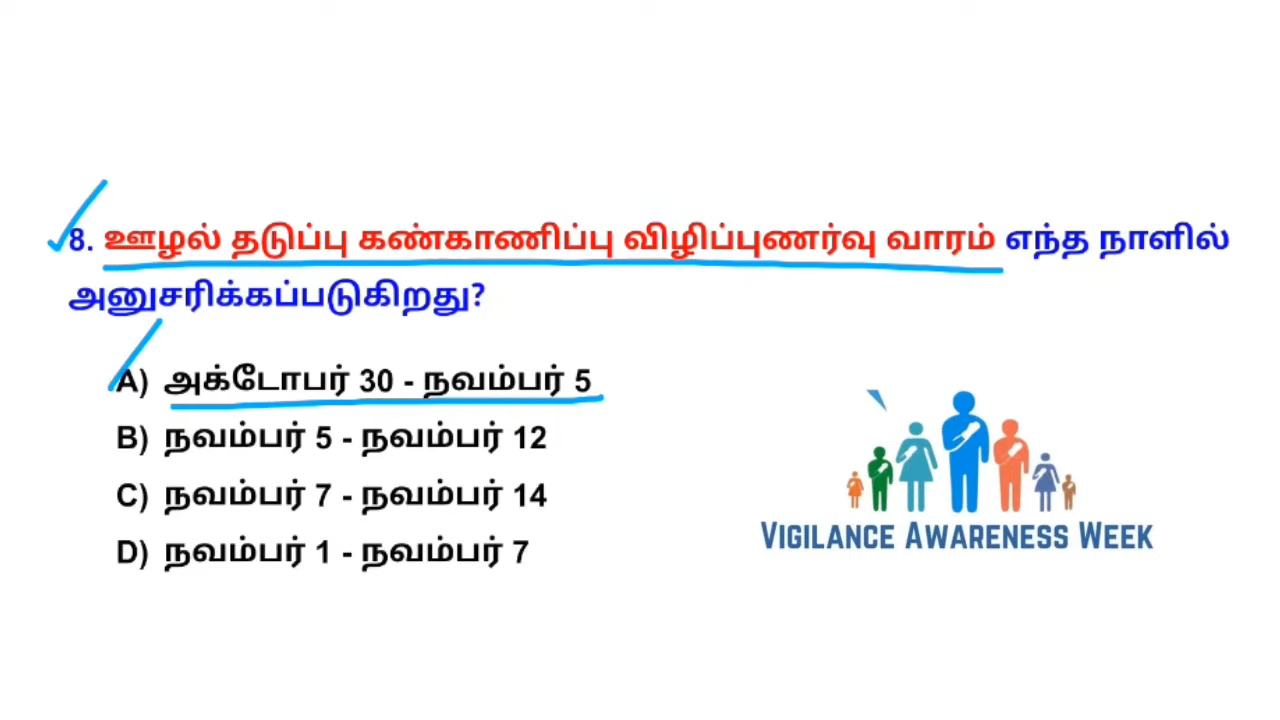 8. ஊழல் தடுப்பு கண்காணிப்பு விழிப்புணர்வு வாரம் எந்த நாளில்
அனுசரிக்கப்படுகிறது?
A) அக்டோபர் 30 - நவம்பர் 5
B) நவம்பர் 5 - நவம்பர் 12
C) நவம்பர் 7 - நவம்பர் 14
D) நவம்பர் 1 - நவம்பர் 7
VIGILANCE AWARENESS WEEK